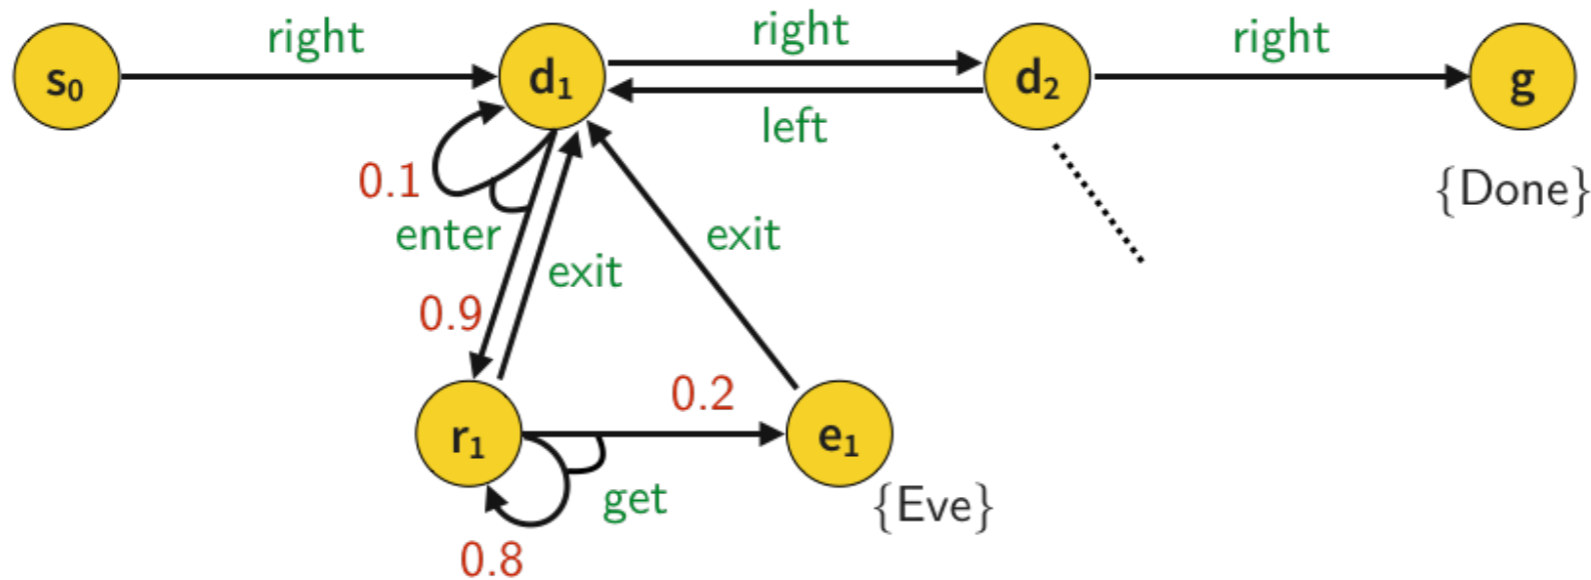 right
right
right
s₀
d₁
d₂
g
left
0.1
{Done}
enter
exit
exit
0.9
0.2
r₁
e₁
get
{Eve}
0.8